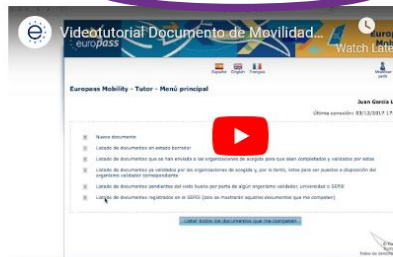 Videotutorial Documento de Movilidad...
europass
Watch Late
España English Français
Europass Mobility - Tutor - Menú principal
Juan García L
Última conexión: 03/12/2017 17
Nuevo documento
Listado de documentos en estado borrador
Listado de documentos que se han enviado a las organizaciones de acogida para que sean completados y validados por estas
Listado de documentos ya validados por las organizaciones de acogida y, por lo tanto, listos para ser puestos a disposición del
organismo validador correspondiente
Listado de documentos pendientes del visto bueno por parte de algún organismo validador, universidad o SEPIE
Listado de documentos registrados en el SEPIE (solo se mostrarán aquellos documentos que me competen)
Listar todos los documentos que me competen